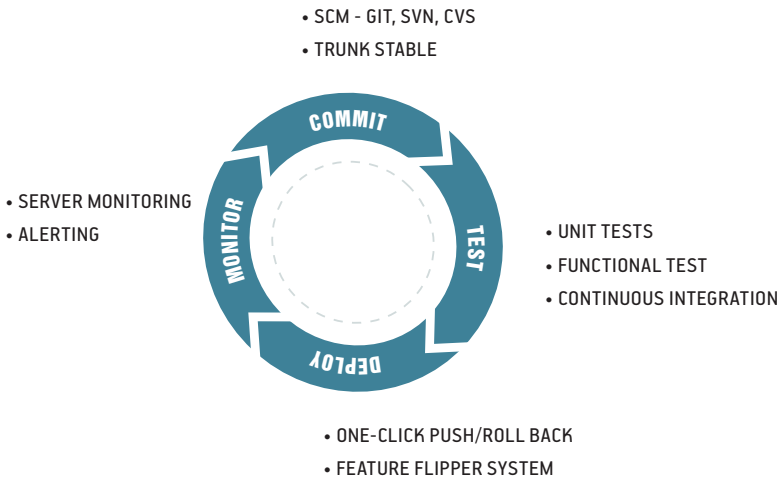 • SCM - GIT, SVN, CVS
• TRUNK STABLE
COMMIT
MONITOR
• SERVER MONITORING
• ALERTING
TEST
• UNIT TESTS
• FUNCTIONAL TEST
• CONTINUOUS INTEGRATION
DEPLOY
• ONE-CLICK PUSH/ROLL BACK
• FEATURE FLIPPER SYSTEM